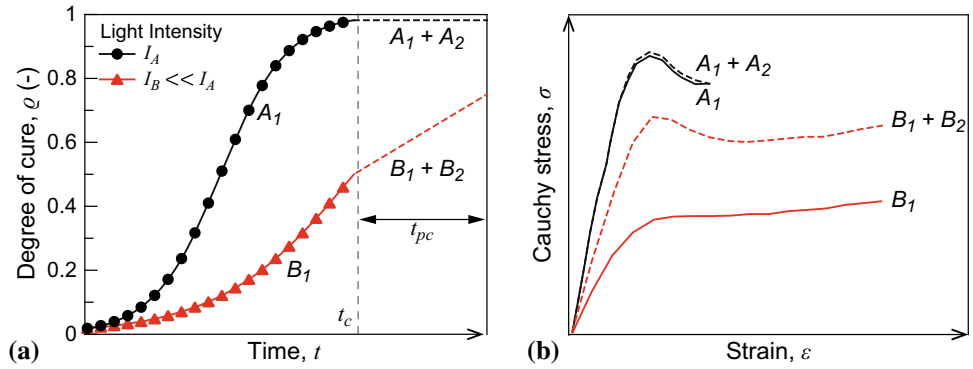 Light Intensity
I_A
I_B << I_A
1
0.8
0.6
0.4
0.2
0
Degree of cure, ϱ (-)
A_1
A_1 + A_2
B_1
B_1 + B_2
t_pc
t_c
Time, t
(a)
Cauchy stress, σ
A_1 + A_2
A_1
B_1 + B_2
B_1
Strain, ε
(b)